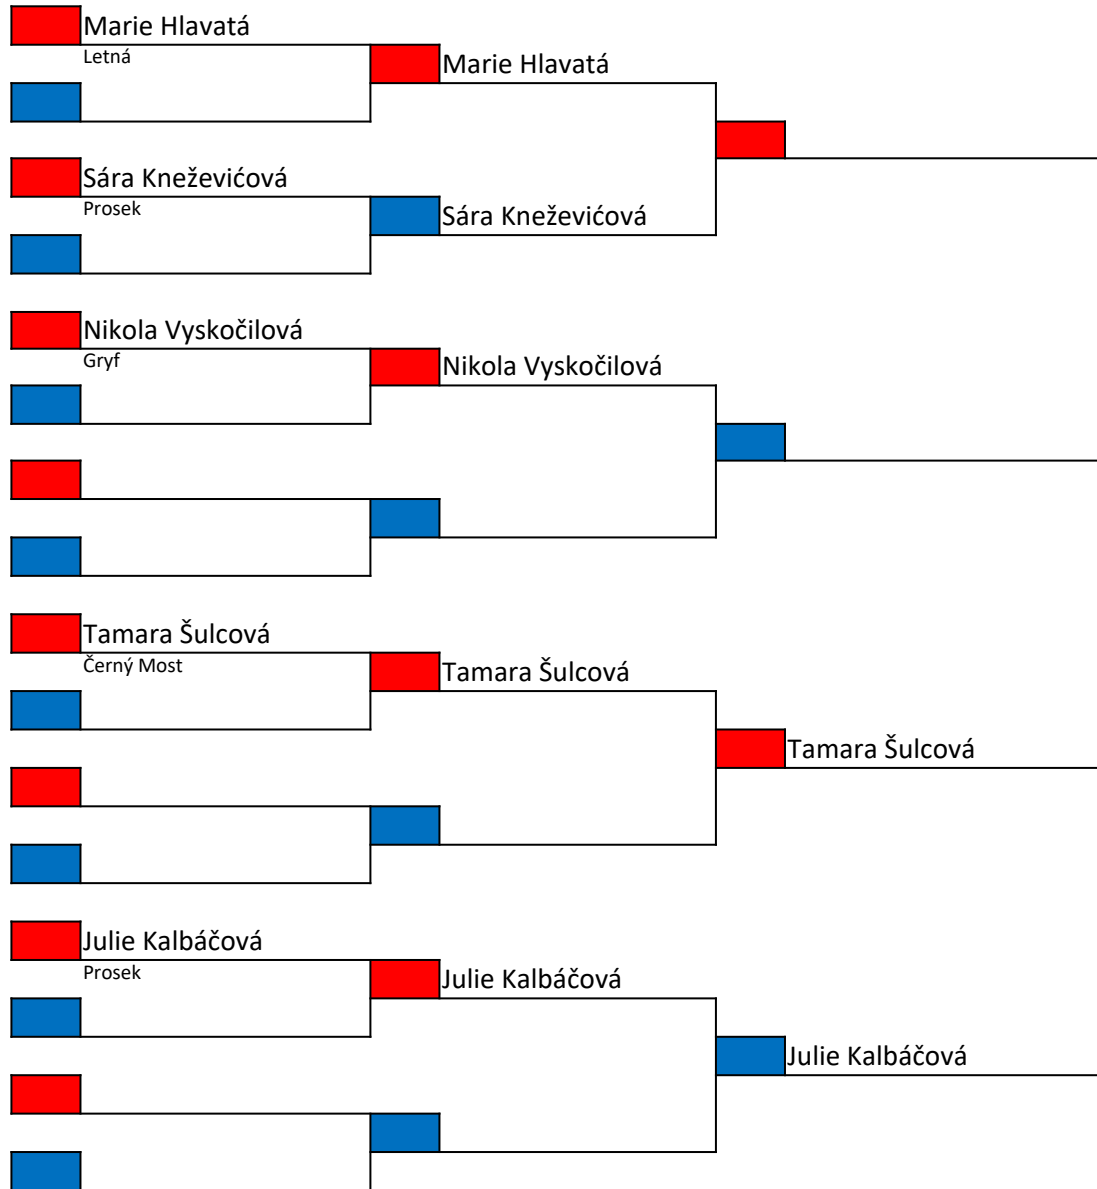 Marie Hlavatá
Letná
Marie Hlavatá
Sára Kneževićová
Prosek
Sára Kneževićová
Nikola Vyskočilová
Gryf
Nikola Vyskočilová
Tamara Šulcová
Černý Most
Tamara Šulcová
Tamara Šulcová
Julie Kalbáčová
Prosek
Julie Kalbáčová
Julie Kalbáčová